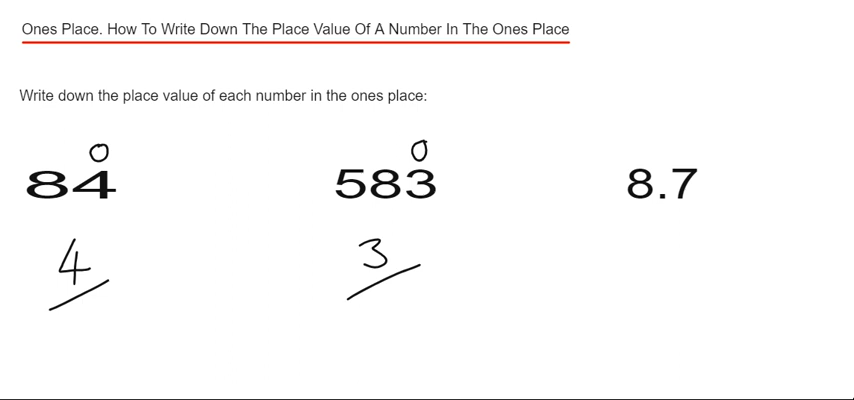 Ones Place. How To Write Down The Place Value Of A Number In The Ones Place
Write down the place value of each number in the ones place:
O O
84 583 8.7
4 3